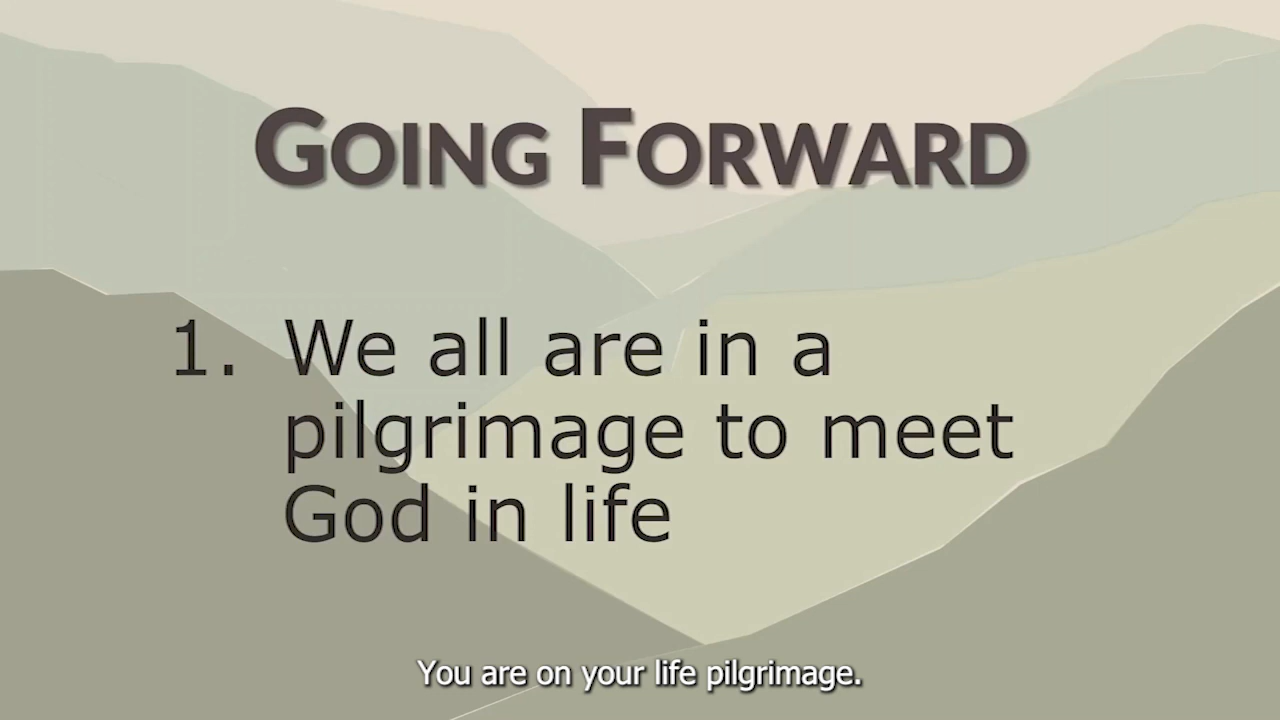 GOING FORWARD
1. We all are in a
pilgrimage to meet
God in life
You are on your life pilgrimage.